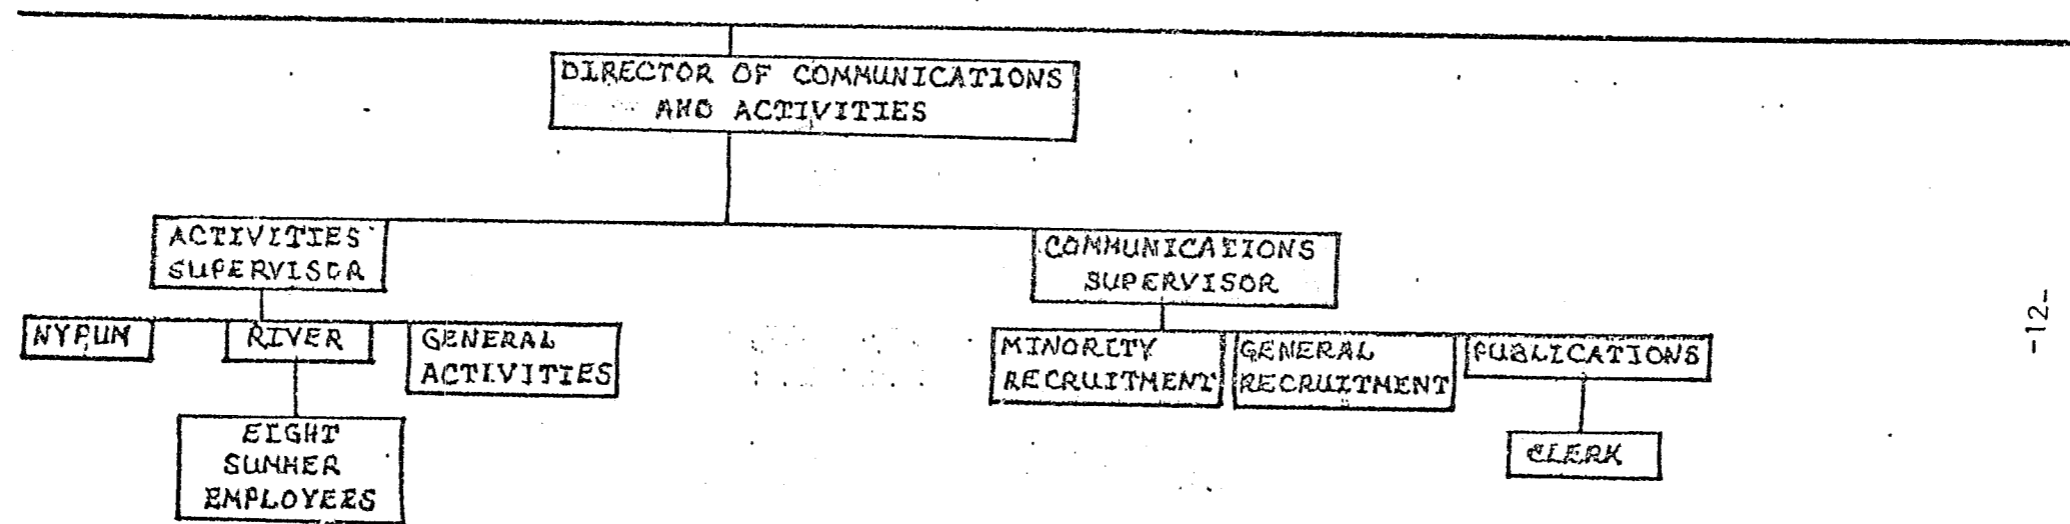 DIRECTOR OF COMMUNICATIONS
AND ACTIVITIES
ACTIVITIES
SUPERVISOR
COMMUNICATIONS
SUPERVISOR
NYPUM
RIVER
GENERAL
ACTIVITIES
MINORITY
RECRUITMENT
GENERAL
RECRUITMENT
PUBLICATIONS
EIGHT
SUMMER
EMPLOYEES
CLERK
-12-